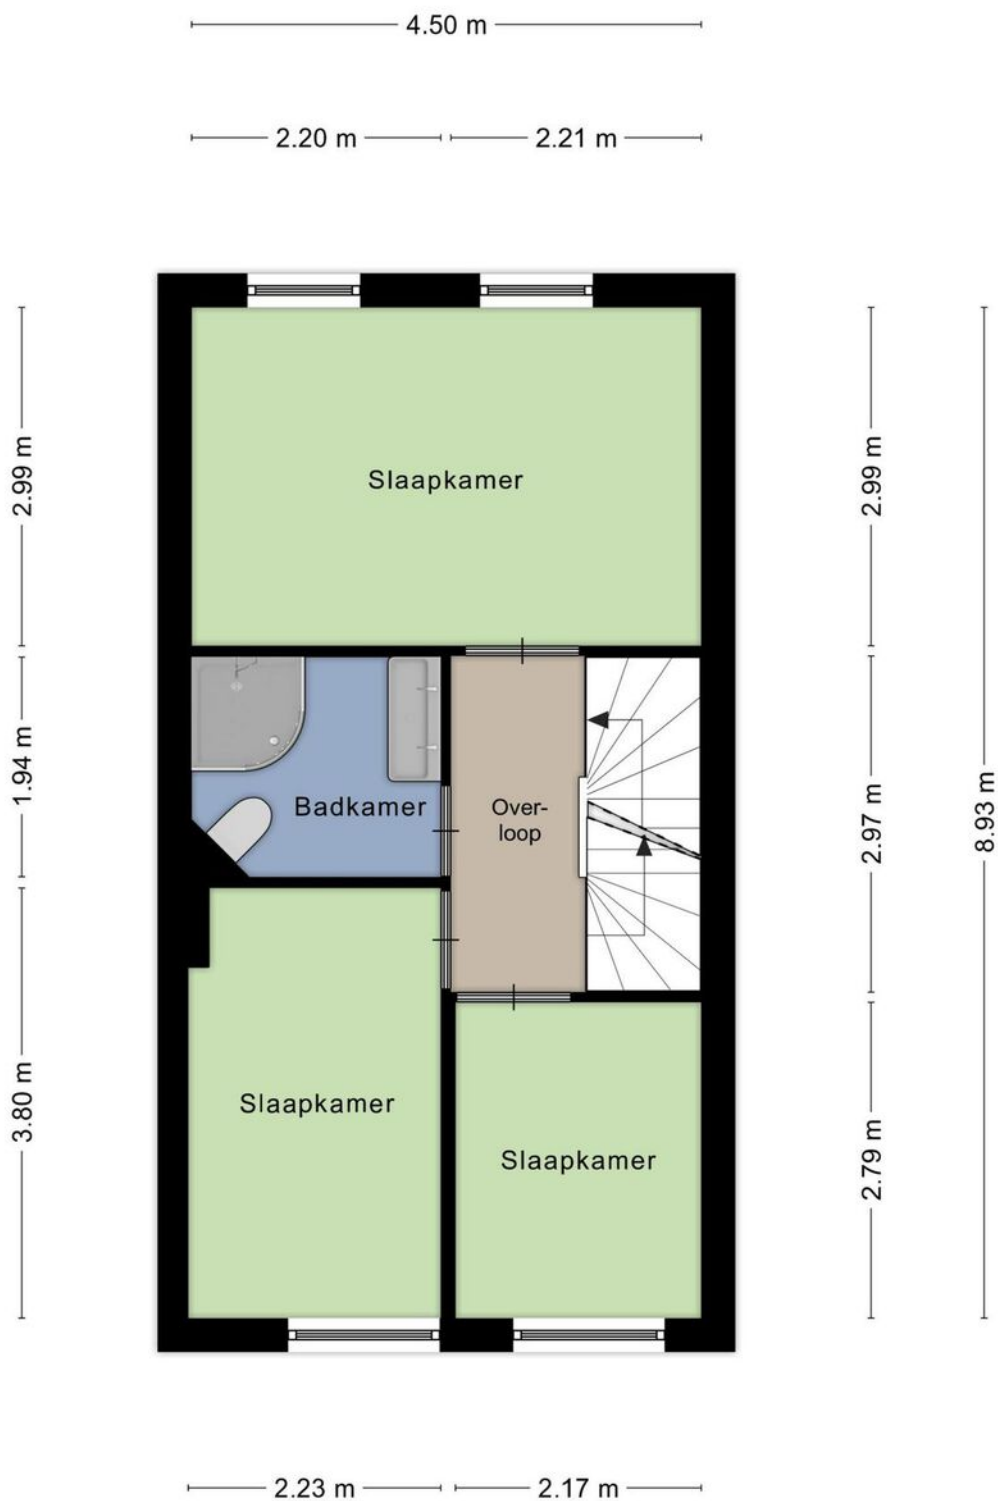 4.50 m
2.20 m
2.21 m
2.99 m
2.99 m
Slaapkamer
1.94 m
Badkamer
Over-
loop
2.97 m
8.93 m
3.80 m
Slaapkamer
Slaapkamer
2.79 m
2.23 m
2.17 m